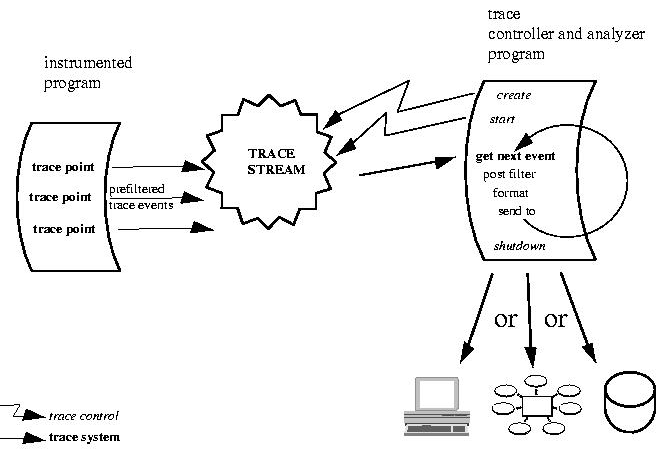 trace
controller and analyzer
program
instrumented
program
create
start
TRACE
STREAM
get next event
post filter
format
send to
shutdown
trace point
trace point
trace point
prefiltered
trace events
or
or
trace control
trace system